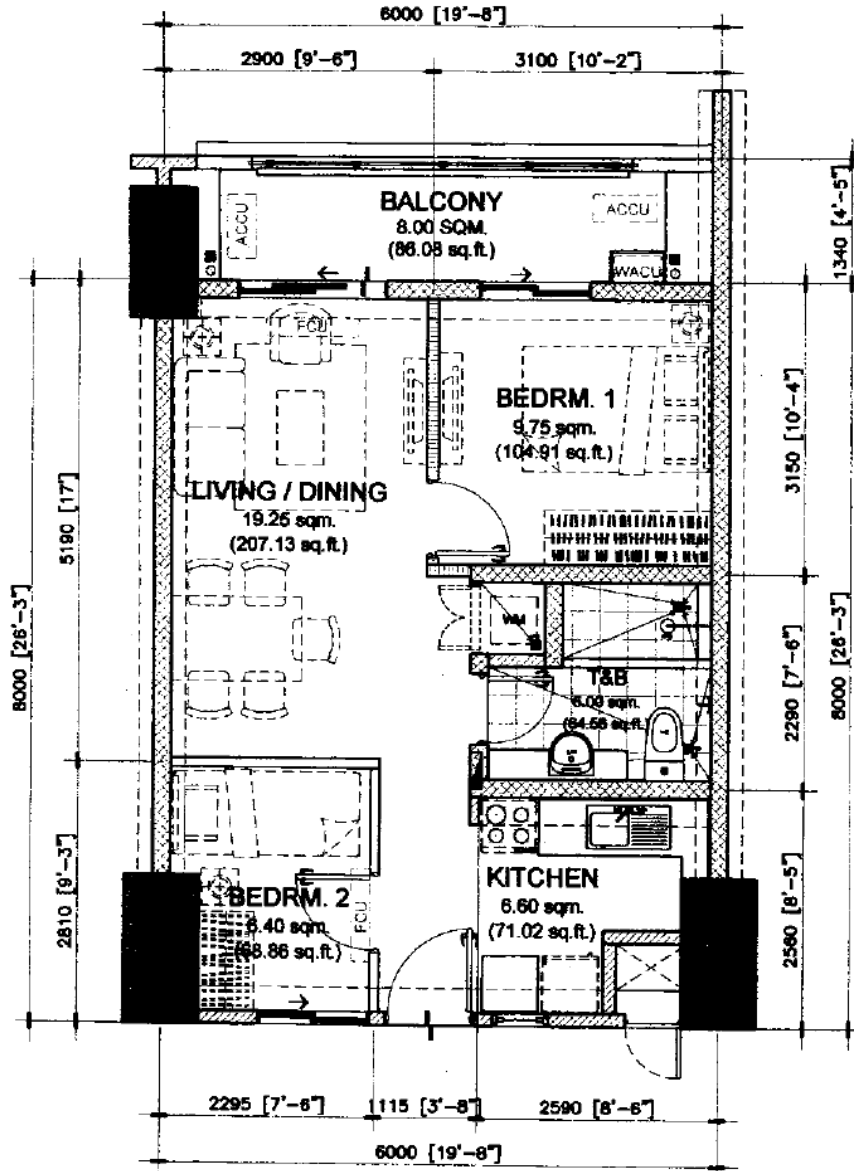 6000 [19'-8"]
2900 [9'-6"]
3100 [10'-2"]
BALCONY
8.00 SQM.
(86.08 sq.ft.)
ACCU
ACCU
WACU
1340 [4'-5"]
FCU
BEDRM. 1
9.75 sqm.
(104.91 sq.ft.)
3150 [10'-4"]
LIVING / DINING
19.25 sqm.
(207.13 sq.ft.)
5190 [17']
8000 [26'-3"]
WM
T&B
6.00 sqm.
(64.56 sq.ft.)
2290 [7'-6"]
8000 [26'-3"]
BEDRM. 2
6.40 sqm
(68.86 sq.ft.)
FCU
2810 [9'-3"]
KITCHEN
6.60 sqm.
(71.02 sq.ft.)
2560 [8'-5"]
2295 [7'-6"]
1115 [3'-8]
2590 [8'-6"]
6000 [19'-8"]